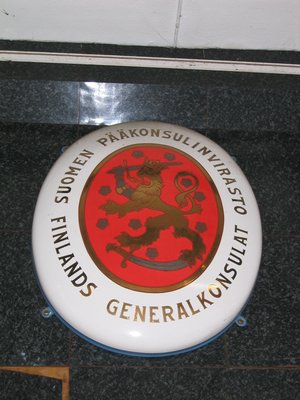 SUOMEN PÄÄKONSULINVIRASTO
FINLANDS GENERALKONSULAT